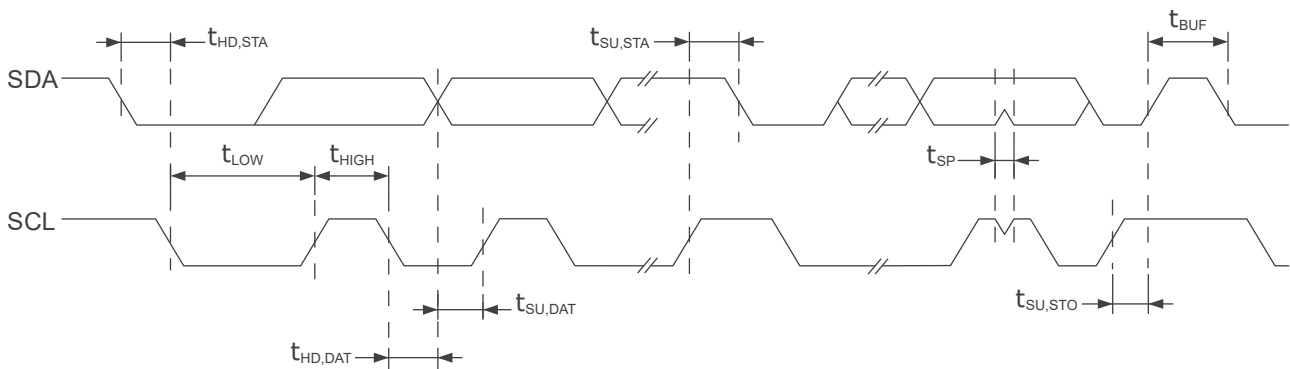 tHD,STA
tSU,STA
tBUF
SDA
tLOW
tHIGH
tSP
SCL
tSU,DAT
tSU,STO
tHD,DAT